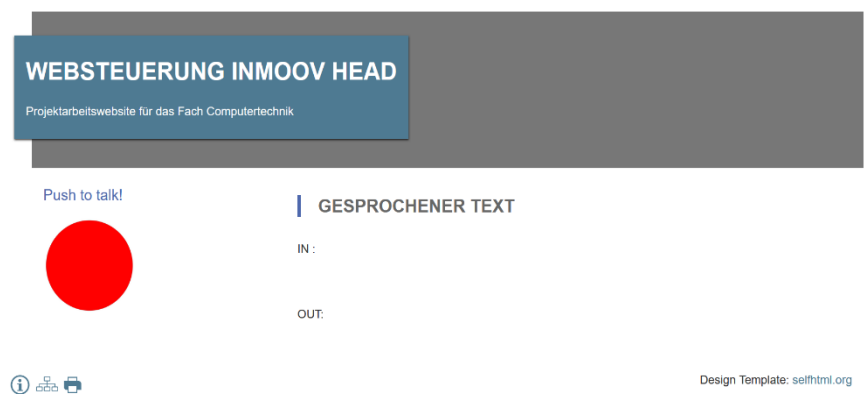 WEBSTEUERUNG INMOOV HEAD
Projektarbeitswebsite für das Fach Computertechnik
Push to talk!
GESPROCHENER TEXT
IN :
OUT:
Design Template: selfhtml.org